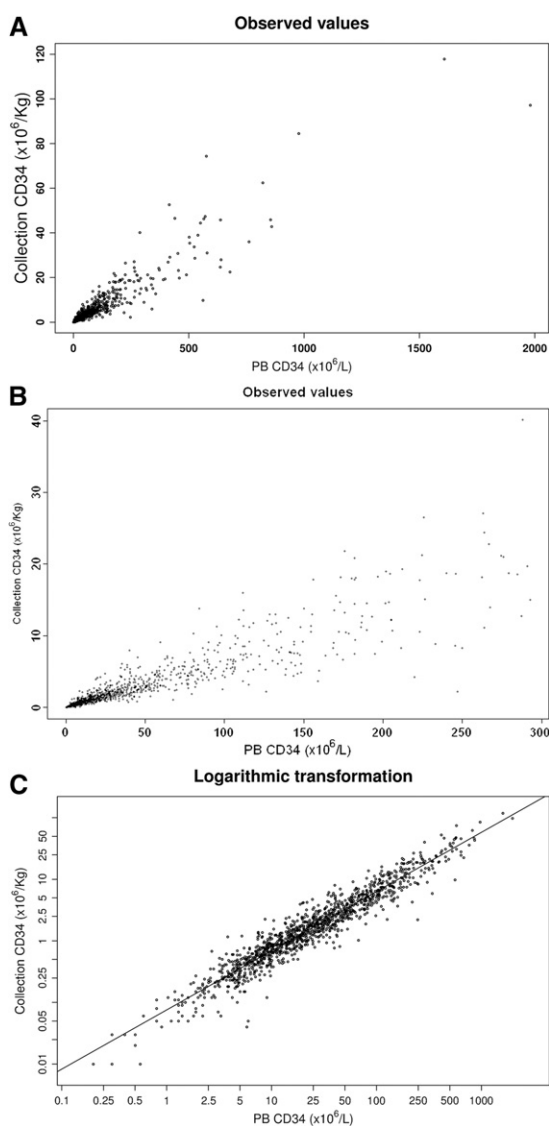 A
Observed values
Collection CD34 (x10⁶/Kg)
120
100
80
60
40
20
0
0 500 1000 1500 2000
PB CD34 (x10⁶/L)
B
Observed values
Collection CD34 (x10⁶/Kg)
40
30
20
10
0
0 50 100 150 200 250 300
PB CD34 (x10⁶/L)
C
Logarithmic transformation
Collection CD34 (x10⁶/Kg)
50
25
10
5
2.5
1
0.25
0.05
0.01
0.1 0.25 0.5 1 2.5 5 10 25 50 100 250 500 1000
PB CD34 (x10⁶/L)